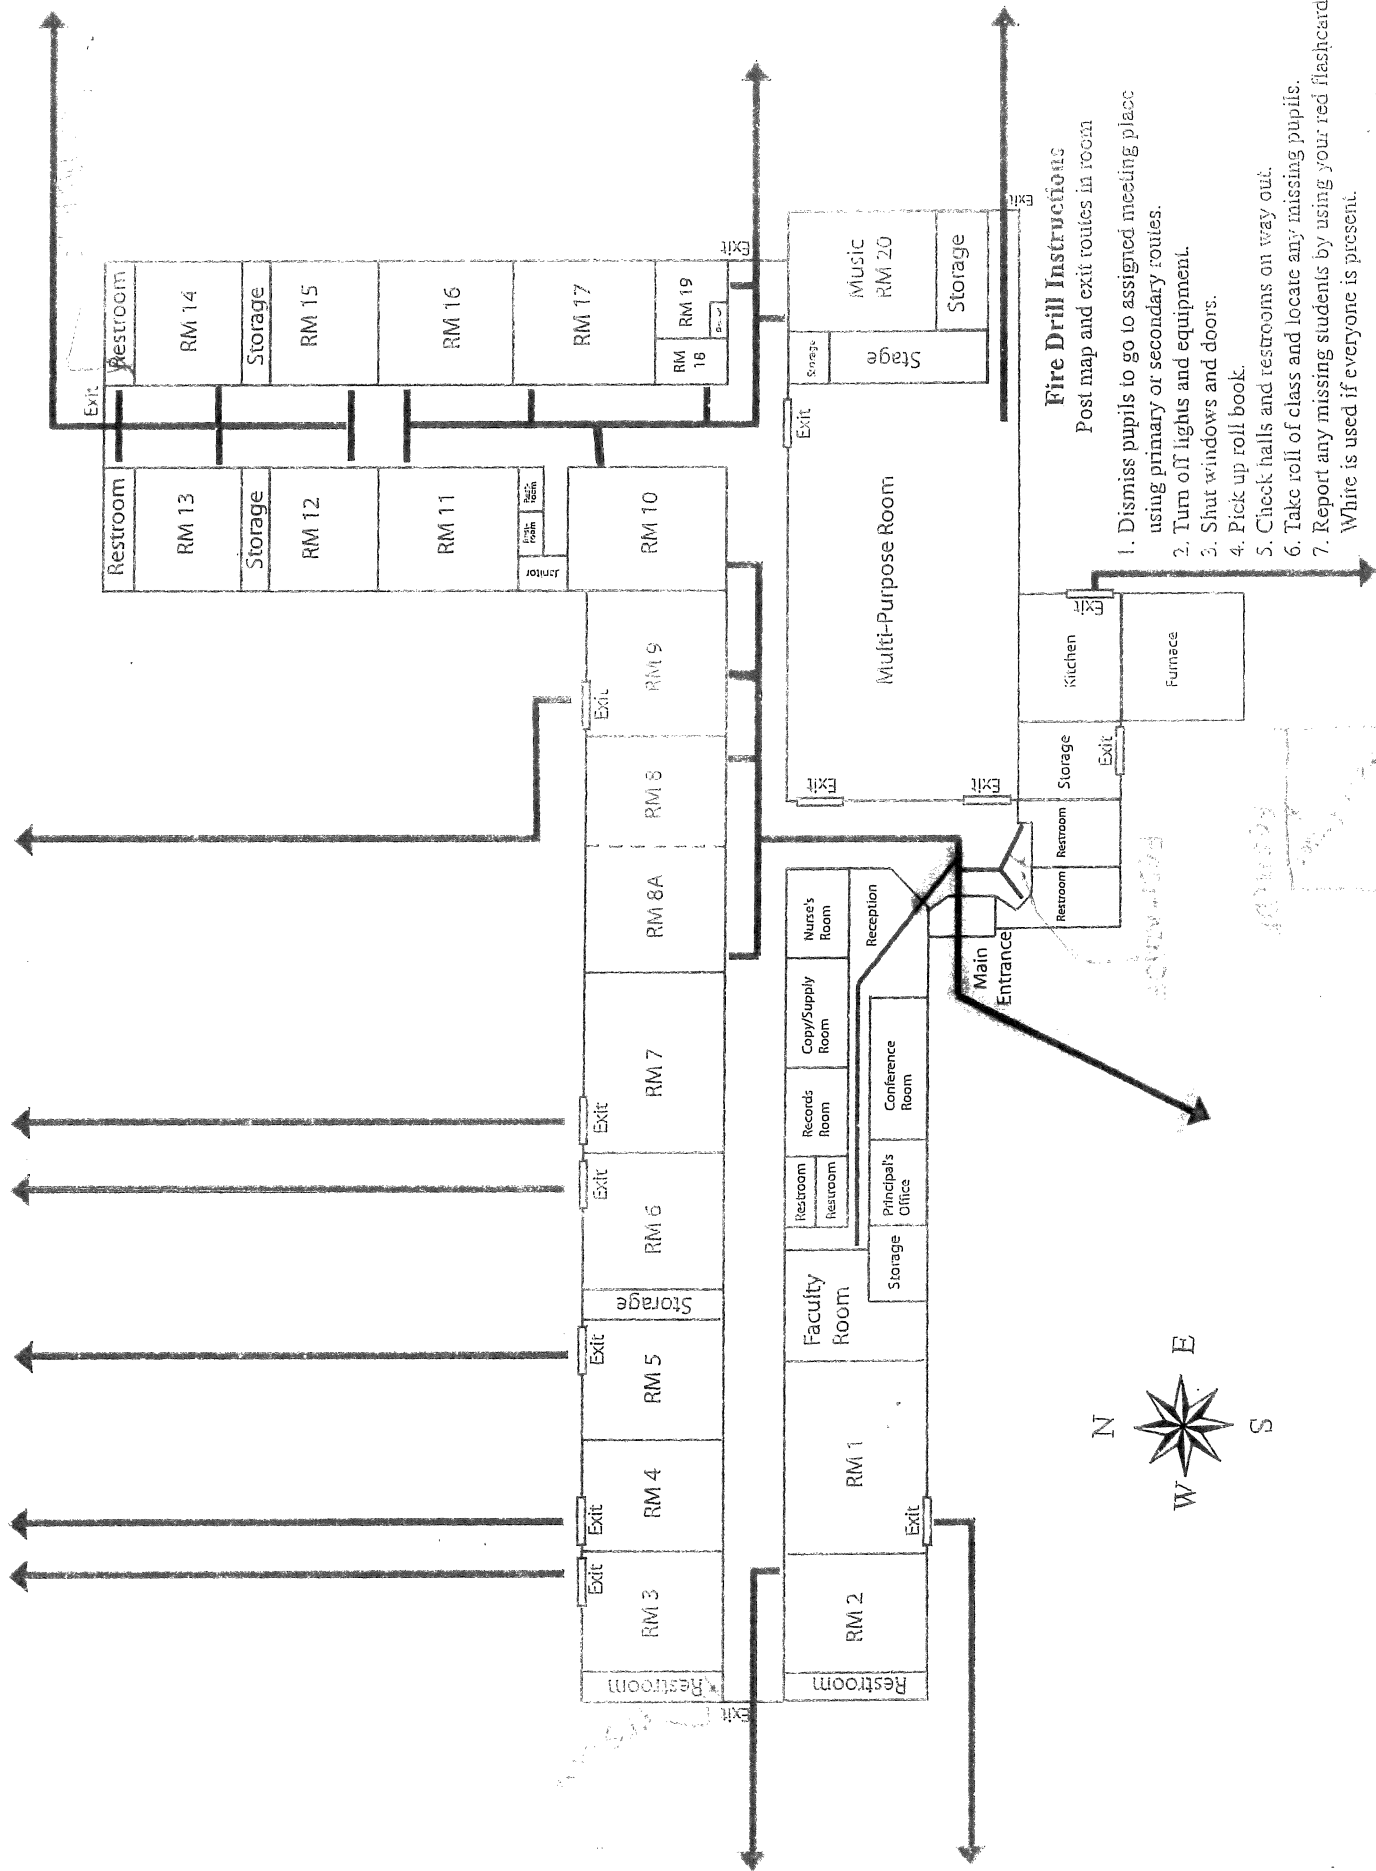 Restroom
RM 14
Storage
RM 15
RM 16
RM 17
RM 18
RM 19
Exit
Exit
Restroom
RM 13
Storage
RM 12
RM 11
Janitor
Rest-
room
Rest-
room
RM 10
Music
RM 20
Storage
Storage
Stage
Exit
Exit
Multi-Purpose Room
Exit
Exit
Kitchen
Exit
Furnace
Storage
Exit
Restroom
Restroom
RM 9
Exit
RM 8
RM 8A
RM 7
Exit
RM 6
Exit
Storage
RM 5
Exit
RM 4
Exit
RM 3
Exit
Restroom
Exit
Nurse's
Room
Reception
Copy/Supply
Room
Records
Room
Restroom
Restroom
Main
Entrance
Conference
Room
Principal's
Office
Storage
Faculty
Room
RM 1
Exit
RM 2
Restroom
Fire Drill Instructions
Post map and exit routes in room
1. Dismiss pupils to go to assigned meeting place
using primary or secondary routes.
2. Turn off lights and equipment.
3. Shut windows and doors.
4. Pick up roll book.
5. Check halls and restrooms on way out.
6. Take roll of class and locate any missing pupils.
7. Report any missing students by using your red flashcard
White is used if everyone is present.
N
W
E
S